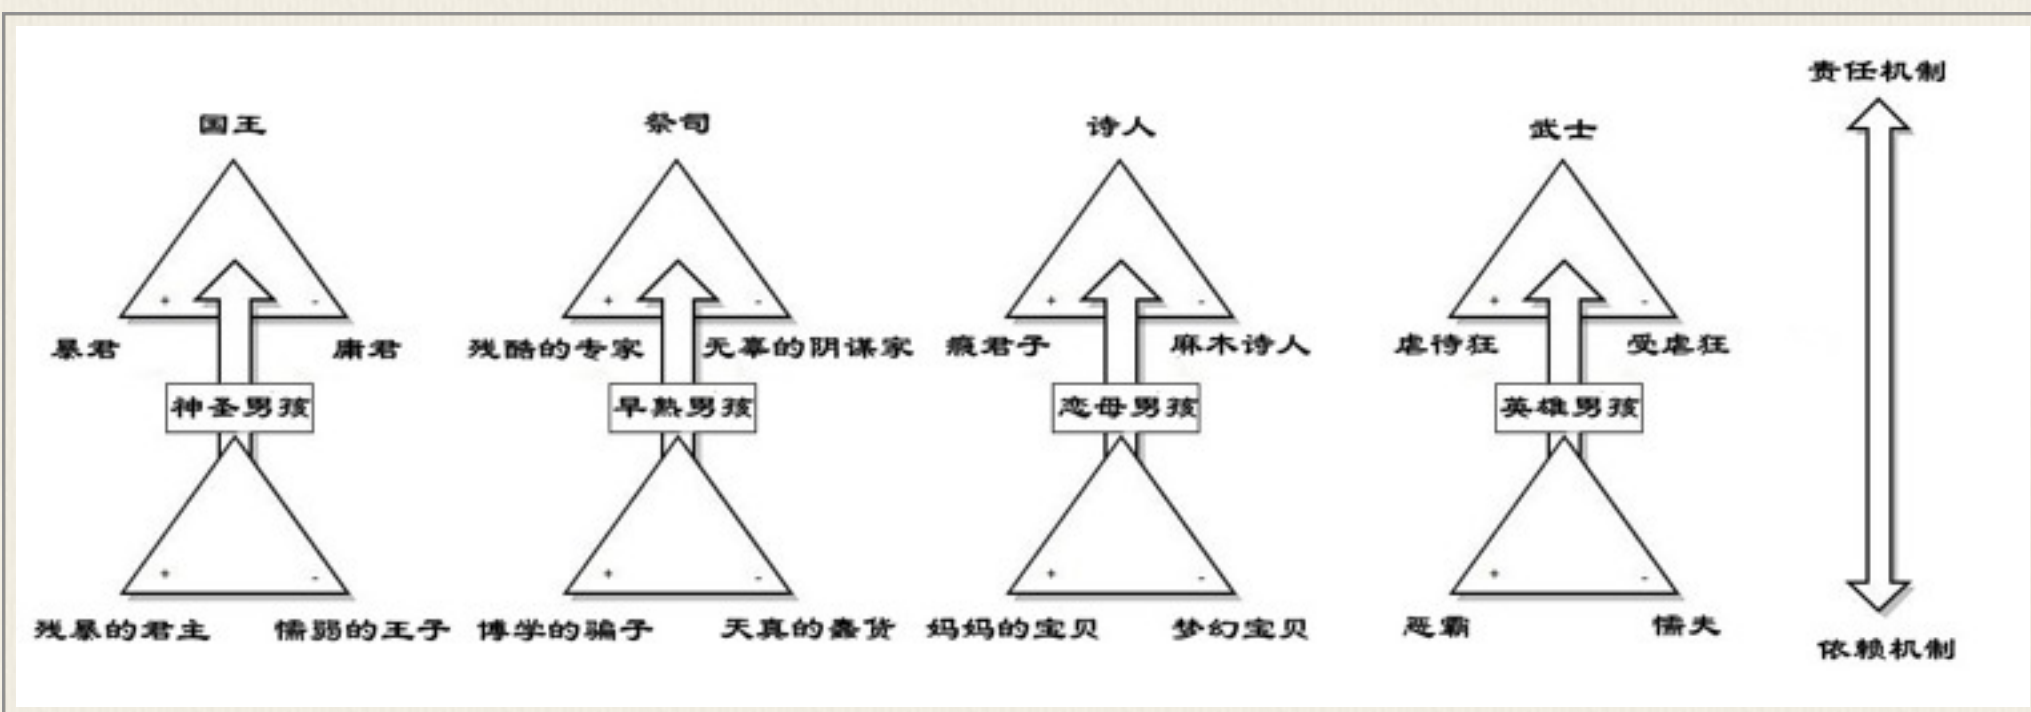 责任机制
国王 祭司 诗人 武士
+ - + - + - + -
暴君 庸君 残酷的专家 无辜的阴谋家 瘾君子 麻木诗人 虐待狂 受虐狂
神圣男孩 早熟男孩 恋母男孩 英雄男孩
+ - + - + - + -
残暴的君主 懦弱的王子 博学的骗子 天真的蠢货 妈妈的宝贝 梦幻宝贝 恶霸 懦夫
依赖机制